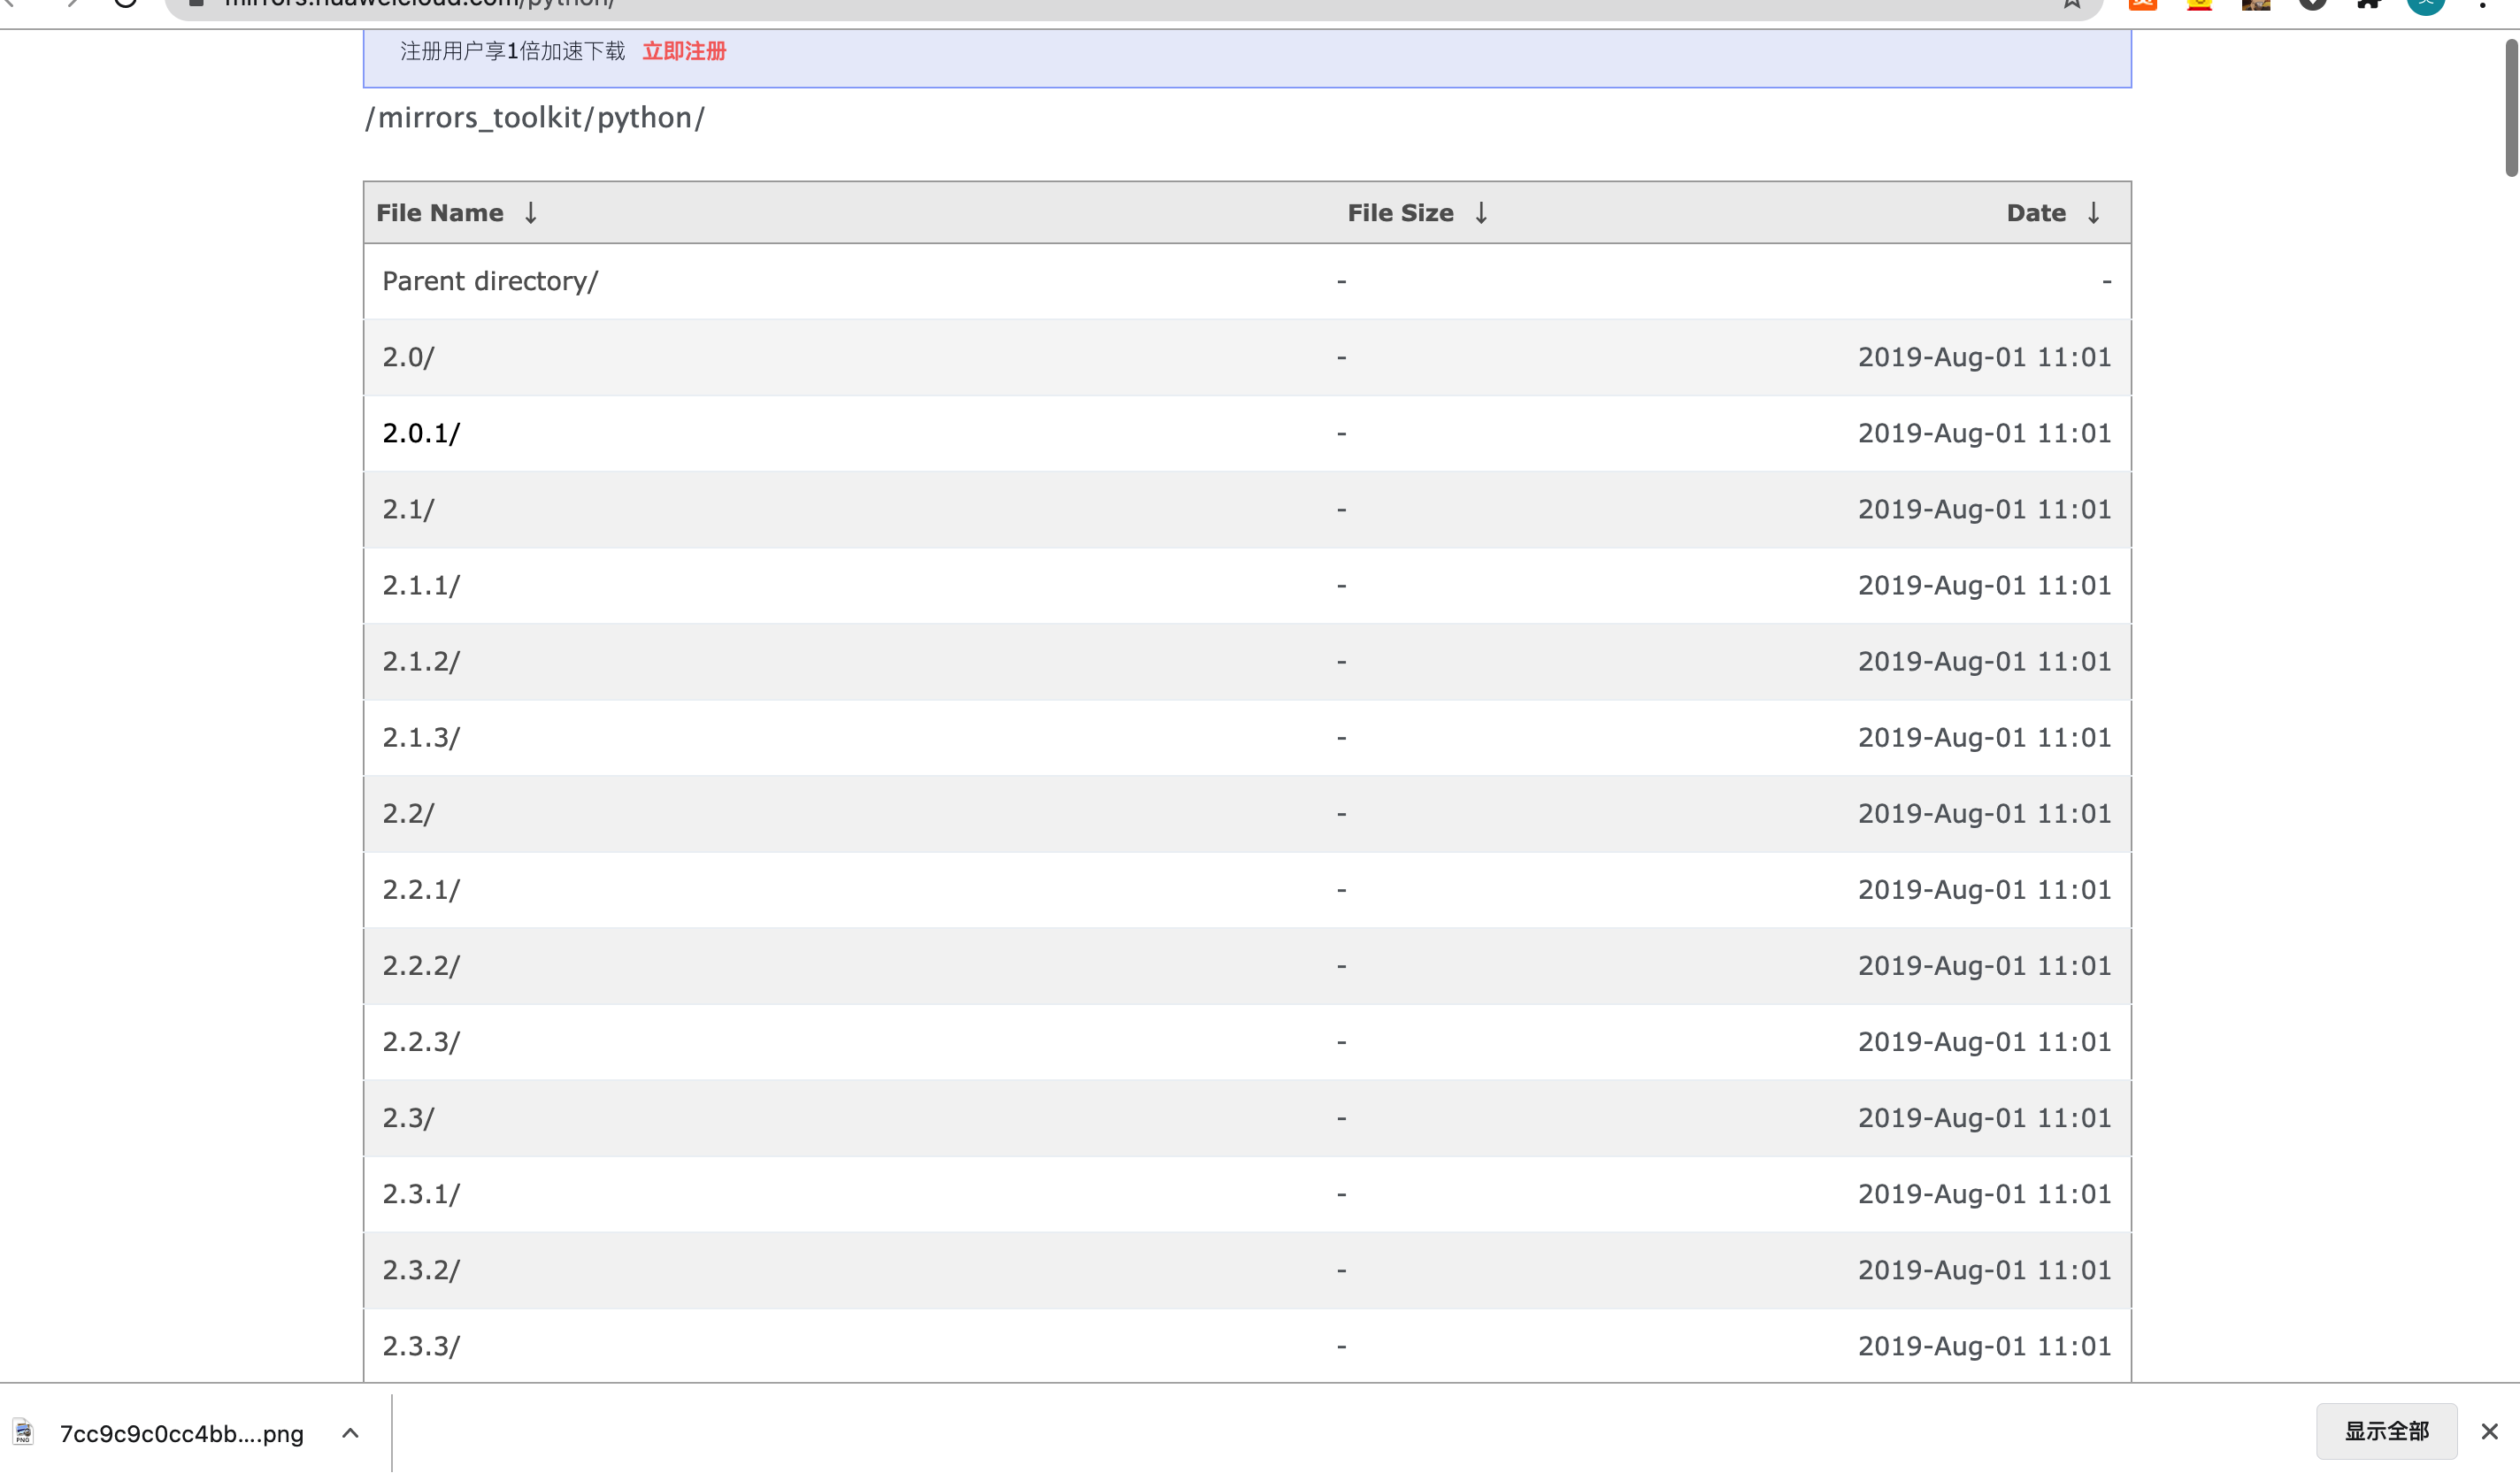 mirrors.huaweicloud.com/python/
注册用户享1倍加速下载 立即注册
/mirrors_toolkit/python/
File Name ↓ File Size ↓ Date ↓
Parent directory/ - -
2.0/ - 2019-Aug-01 11:01
2.0.1/ - 2019-Aug-01 11:01
2.1/ - 2019-Aug-01 11:01
2.1.1/ - 2019-Aug-01 11:01
2.1.2/ - 2019-Aug-01 11:01
2.1.3/ - 2019-Aug-01 11:01
2.2/ - 2019-Aug-01 11:01
2.2.1/ - 2019-Aug-01 11:01
2.2.2/ - 2019-Aug-01 11:01
2.2.3/ - 2019-Aug-01 11:01
2.3/ - 2019-Aug-01 11:01
2.3.1/ - 2019-Aug-01 11:01
2.3.2/ - 2019-Aug-01 11:01
2.3.3/ - 2019-Aug-01 11:01
7cc9c9c0cc4bb....png
显示全部